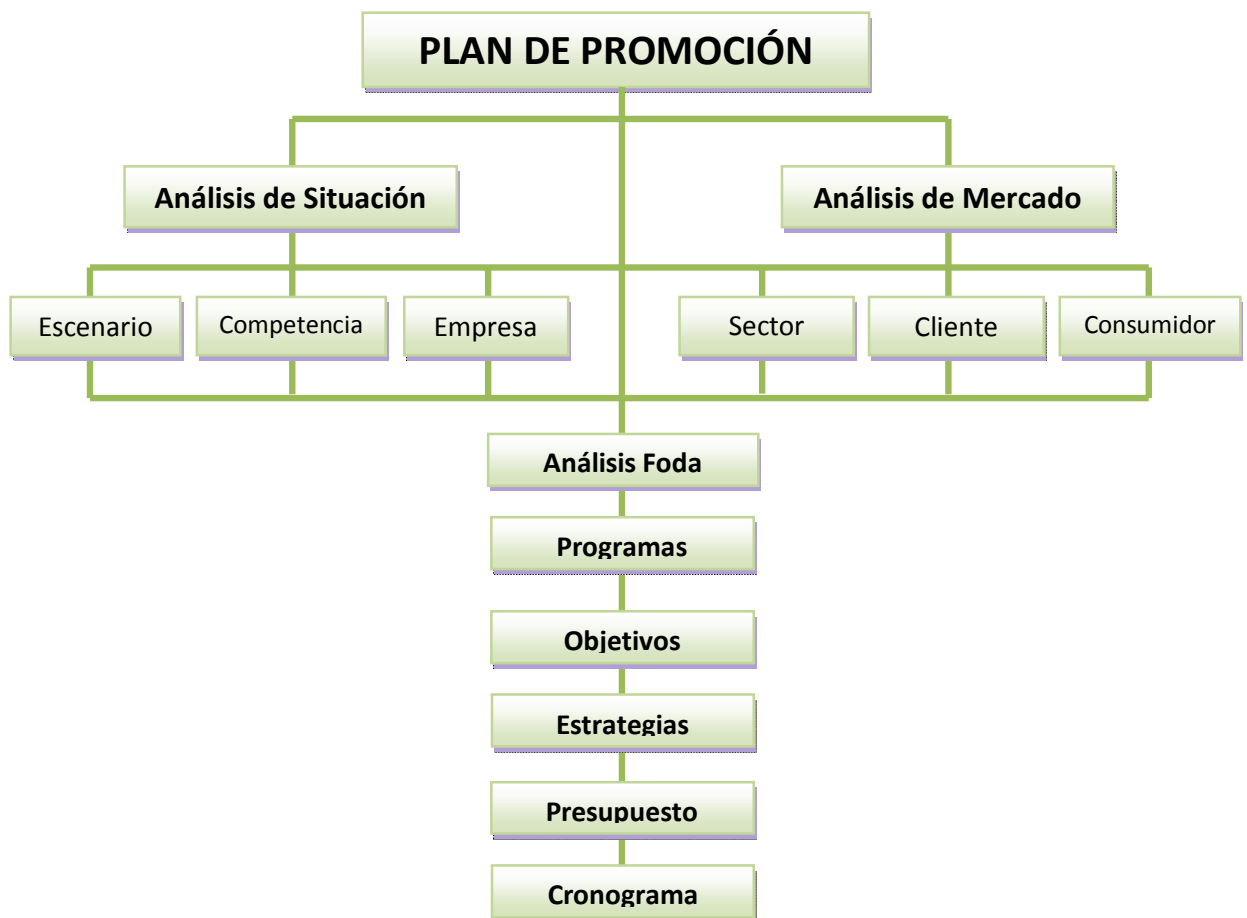 PLAN DE PROMOCIÓN
Análisis de Situación
Análisis de Mercado
Escenario
Competencia
Empresa
Sector
Cliente
Consumidor
Análisis Foda
Programas
Objetivos
Estrategias
Presupuesto
Cronograma